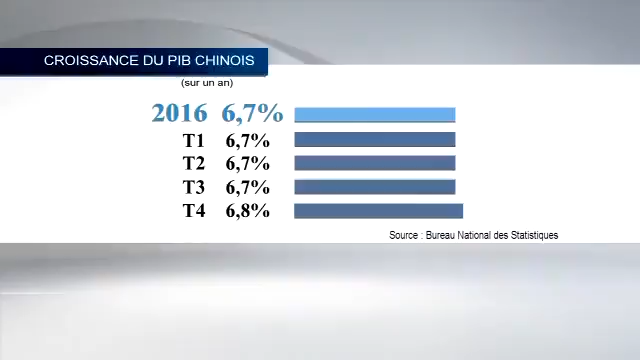 CROISSANCE DU PIB CHINOIS
(sur un an)
2016 6,7%
T1 6,7%
T2 6,7%
T3 6,7%
T4 6,8%
Source : Bureau National des Statistiques